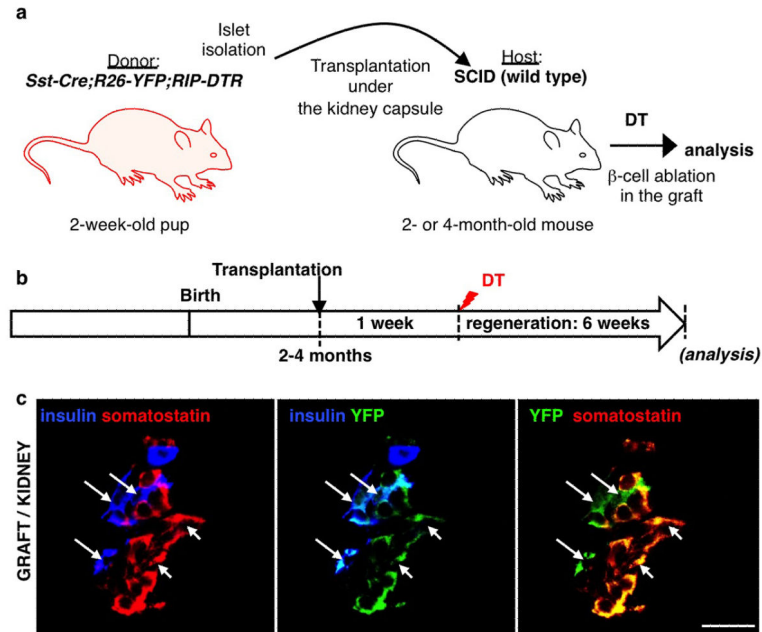 a
Islet
isolation
Donor:
Sst-Cre;R26-YFP;RIP-DTR
Transplantation
under
the kidney capsule
Host:
SCID (wild type)
DT
analysis
β-cell ablation
in the graft
2-week-old pup
2- or 4-month-old mouse
b
Transplantation
DT
Birth
1 week
regeneration: 6 weeks
2-4 months
(analysis)
c
GRAFT / KIDNEY
insulin somatostatin
insulin YFP
YFP somatostatin